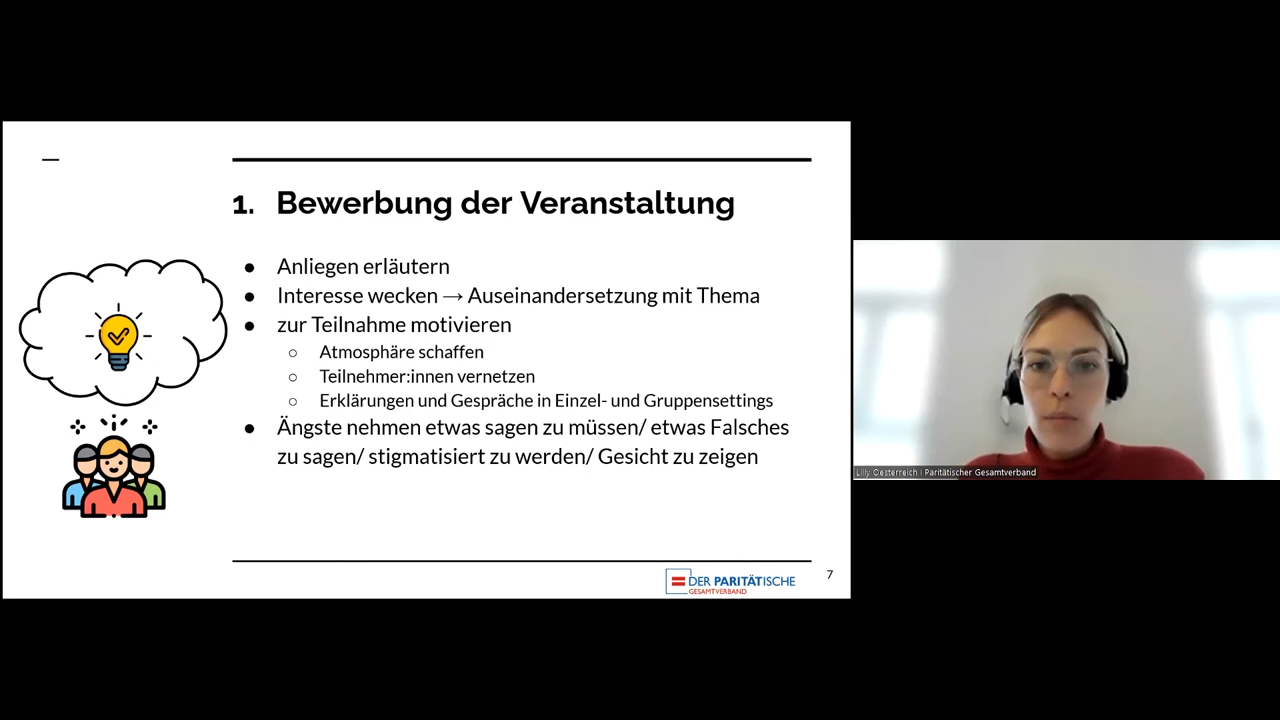 1. Bewerbung der Veranstaltung
● Anliegen erläutern
● Interesse wecken → Auseinandersetzung mit Thema
● zur Teilnahme motivieren
○ Atmosphäre schaffen
○ Teilnehmer:innen vernetzen
○ Erklärungen und Gespräche in Einzel- und Gruppensettings
● Ängste nehmen etwas sagen zu müssen/ etwas Falsches
zu sagen/ stigmatisiert zu werden/ Gesicht zu zeigen
DER PARITÄTISCHE
GESAMTVERBAND
7
Lilly Oesterreich | Paritätischer Gesamtverband